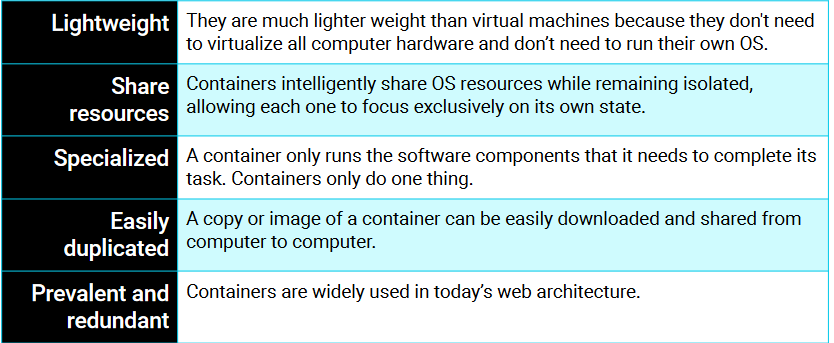 Lightweight
They are much lighter weight than virtual machines because they don't need
to virtualize all computer hardware and don’t need to run their own OS.
Share
resources
Containers intelligently share OS resources while remaining isolated,
allowing each one to focus exclusively on its own state.
Specialized
A container only runs the software components that it needs to complete its
task. Containers only do one thing.
Easily
duplicated
A copy or image of a container can be easily downloaded and shared from
computer to computer.
Prevalent and
redundant
Containers are widely used in today’s web architecture.